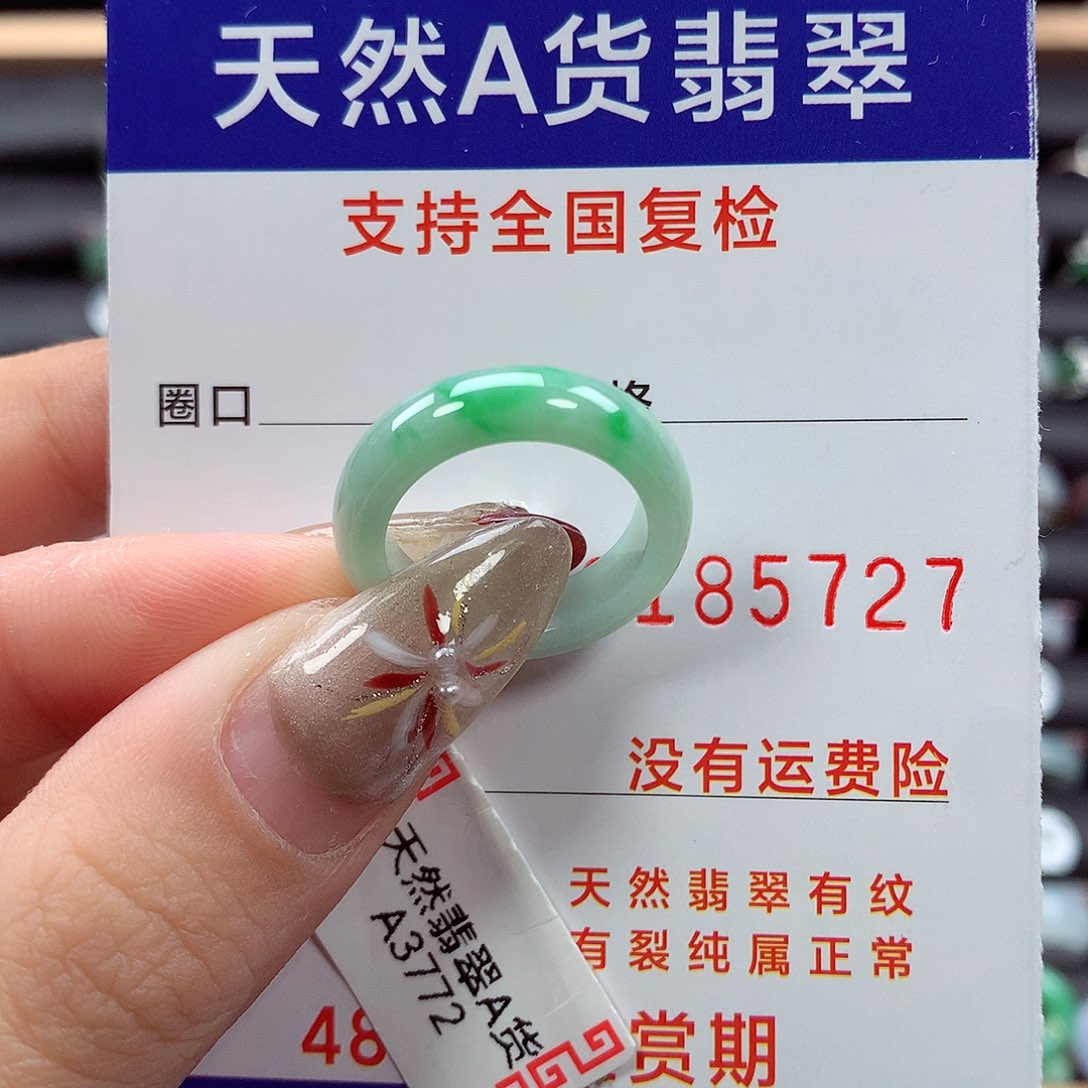 天然A货翡翠
支持全国复检
圈口
格
185727
没有运费险
天然翡翠有纹
有裂纯属正常
天然翡翠A货
A3772
48
赏期